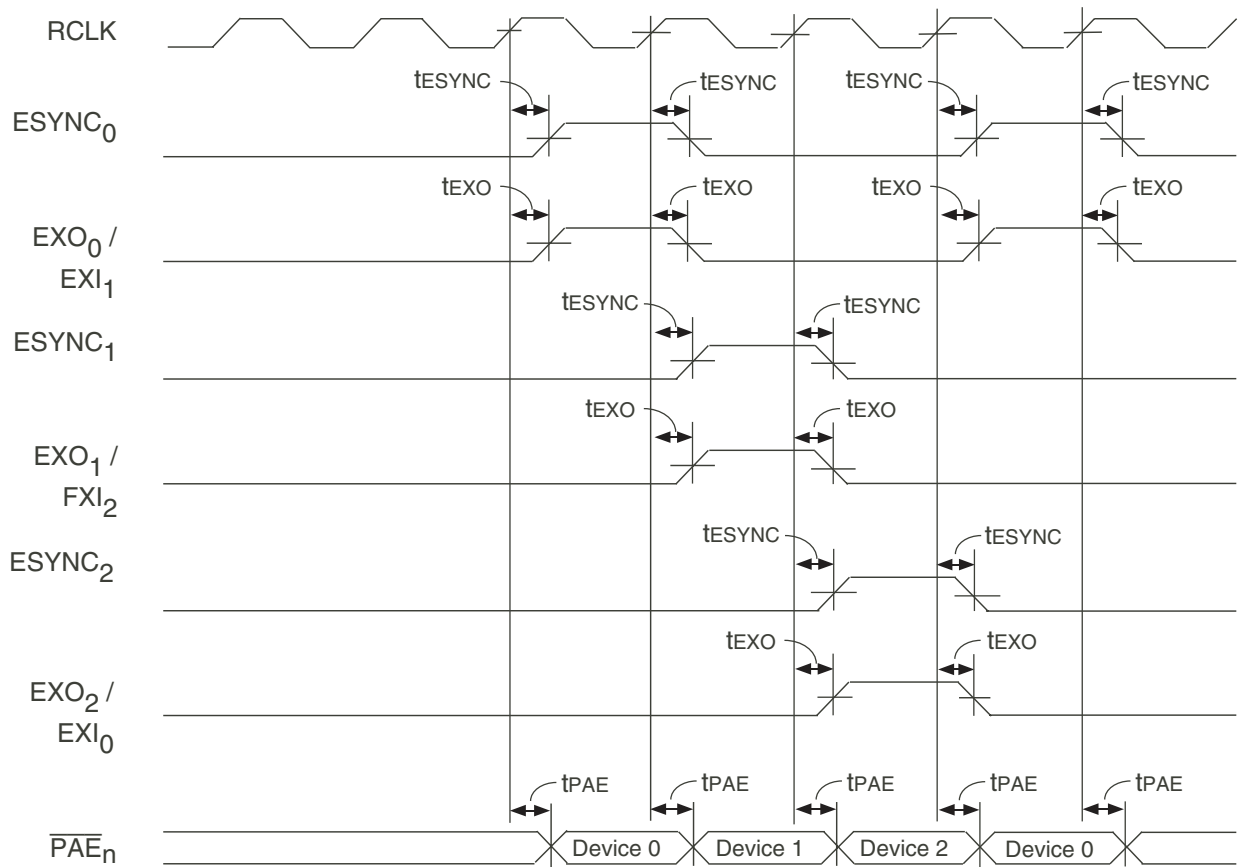 RCLK
tESYNC tESYNC tESYNC tESYNC
ESYNC0
tEXO tEXO tEXO tEXO
EXO0 /
EXI1
tESYNC tESYNC
ESYNC1
tEXO tEXO
EXO1 /
FXI2
tESYNC tESYNC
ESYNC2
tEXO tEXO
EXO2 /
EXI0
tPAE tPAE tPAE tPAE tPAE
PAEn Device 0 Device 1 Device 2 Device 0